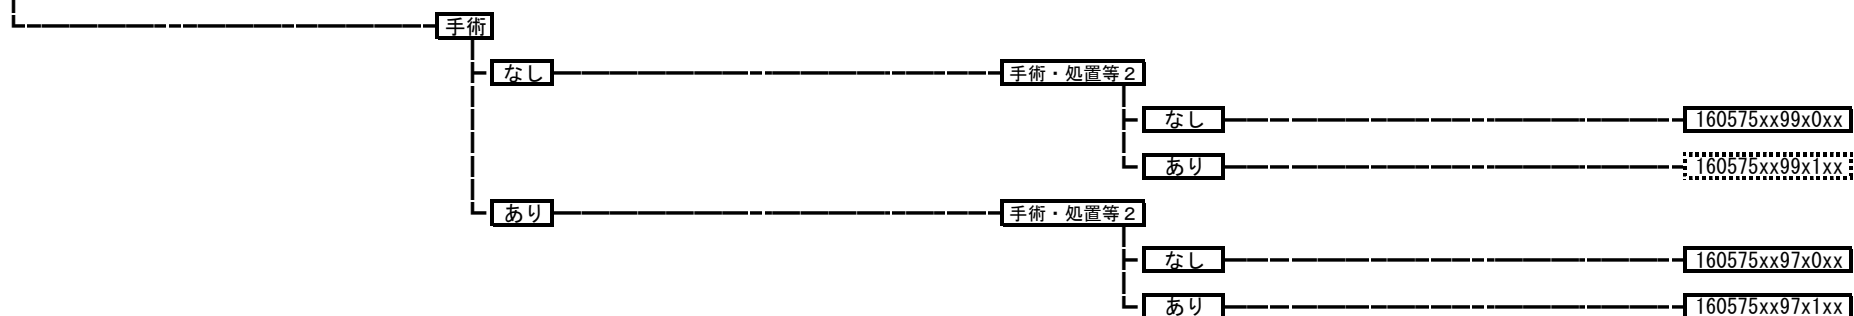 手術
なし 手術・処置等２
なし 160575xx99x0xx
あり 160575xx99x1xx
あり 手術・処置等２
なし 160575xx97x0xx
あり 160575xx97x1xx